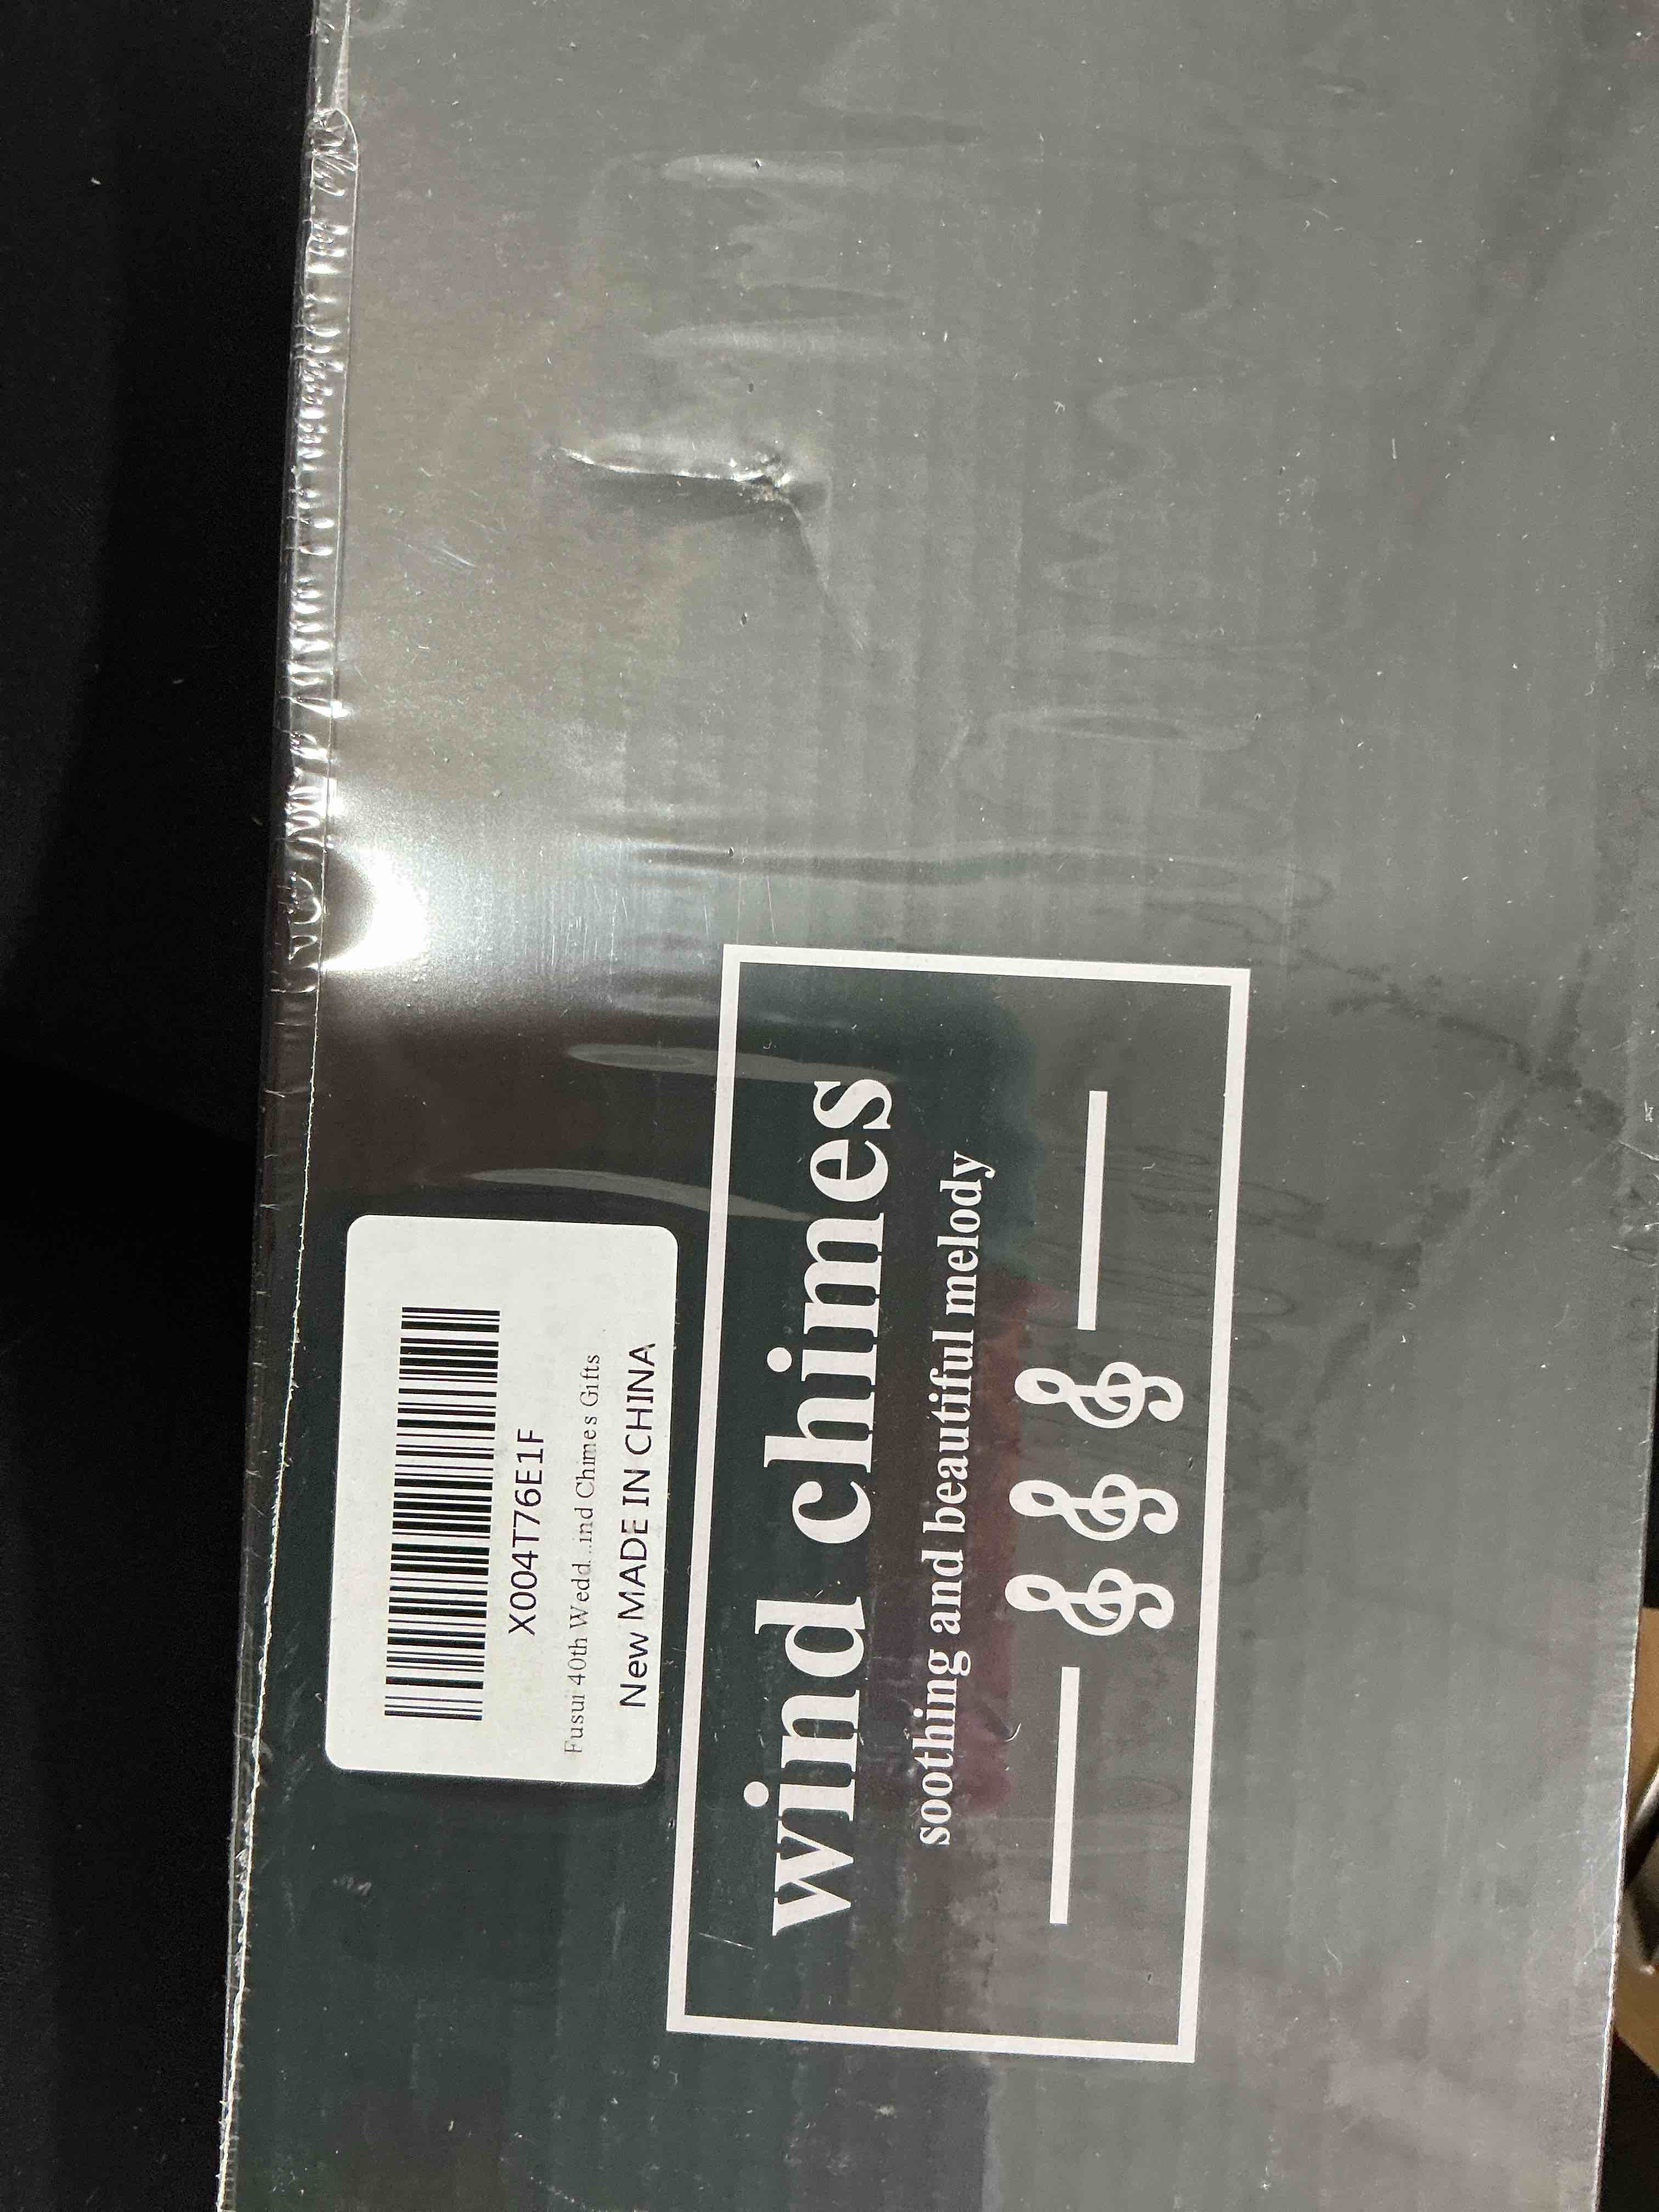 X004T76E1F
Fusui 40th Wedd...ind Chimes Gifts
New MADE IN CHINA
wind chimes
soothing and beautiful melody